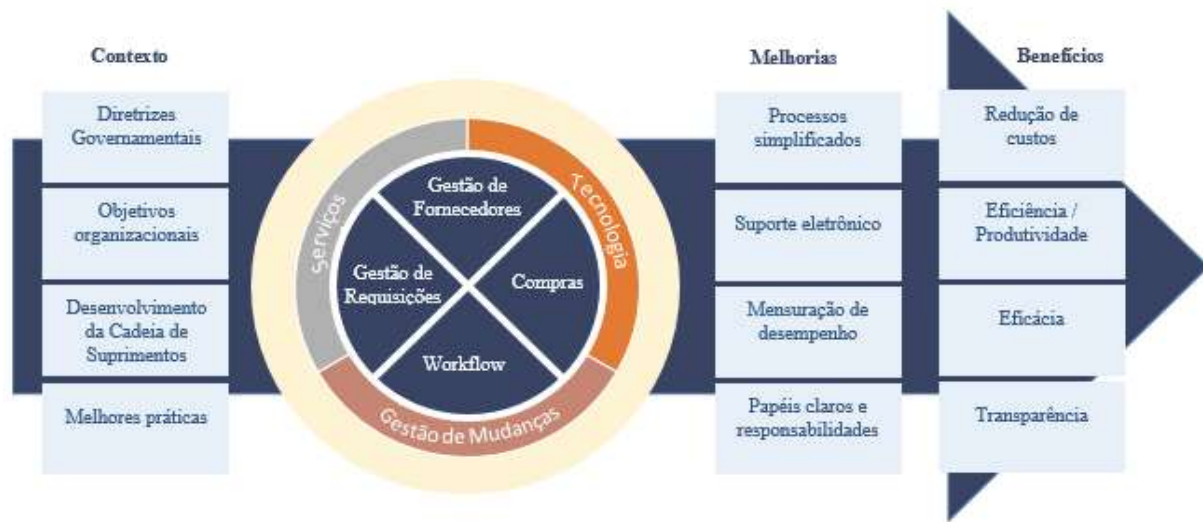 Contexto
Diretrizes
Governamentais
Objetivos
organizacionais
Desenvolvimento
da Cadeia de
Suprimentos
Melhores práticas
Serviços
Tecnologia
Gestão de Mudanças
Gestão de
Fornecedores
Gestão de
Requisições
Compras
Workflow
Melhorias
Processos
simplificados
Suporte eletrônico
Mensuração de
desempenho
Papéis claros e
responsabilidades
Benefícios
Redução de
custos
Eficiência /
Produtividade
Eficácia
Transparência